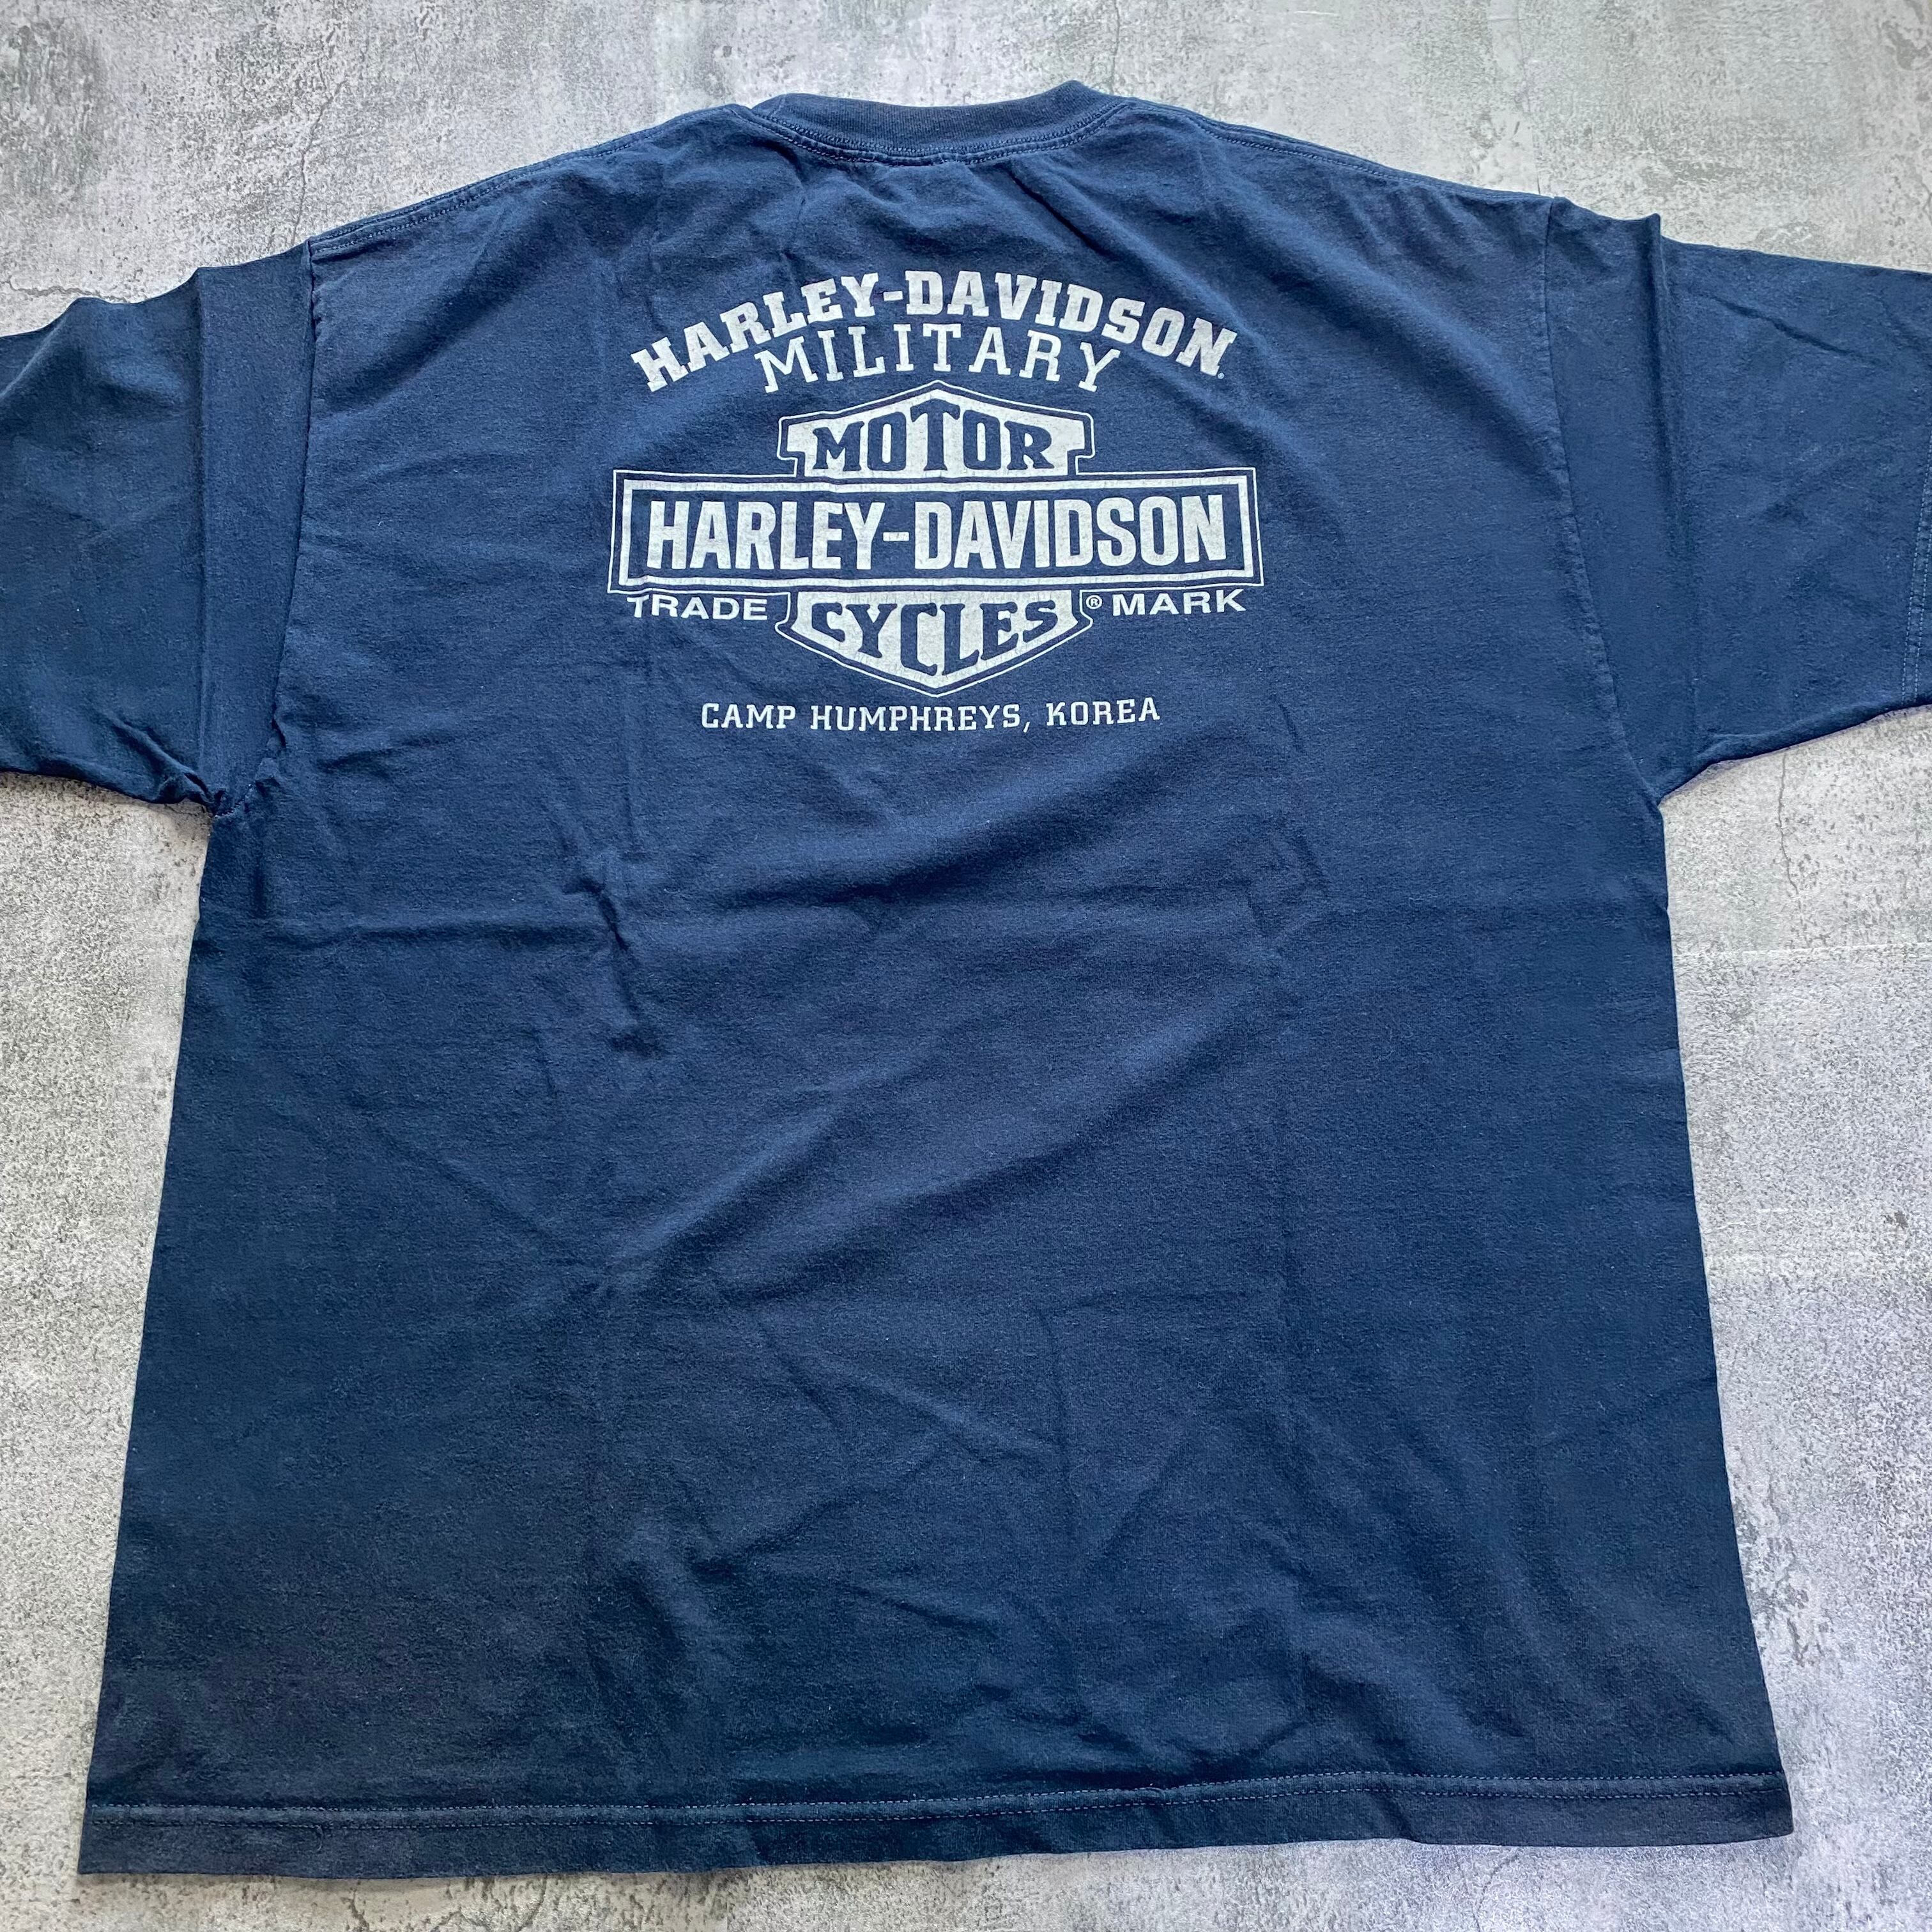 HARLEY-DAVIDSON.
MILITARY
MOTOR
HARLEY-DAVIDSON
TRADE CYCLES ® MARK
CAMP HUMPHREYS, KOREA